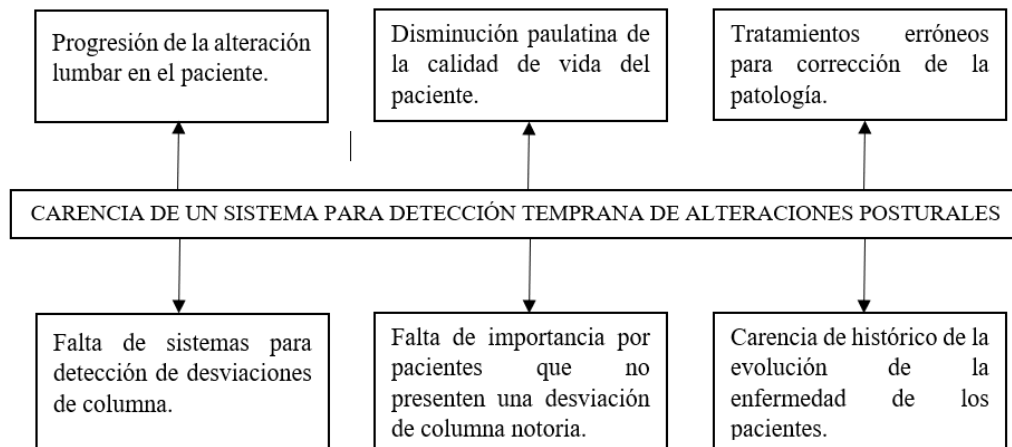 Progresión de la alteración
lumbar en el paciente.
Disminución paulatina de
la calidad de vida del
paciente.
Tratamientos erróneos
para corrección de la
patología.
CARENCIA DE UN SISTEMA PARA DETECCIÓN TEMPRANA DE ALTERACIONES POSTURALES
Falta de sistemas para
detección de desviaciones
de columna.
Falta de importancia por
pacientes que no
presenten una desviación
de columna notoria.
Carencia de histórico de la
evolución de la
enfermedad de los
pacientes.